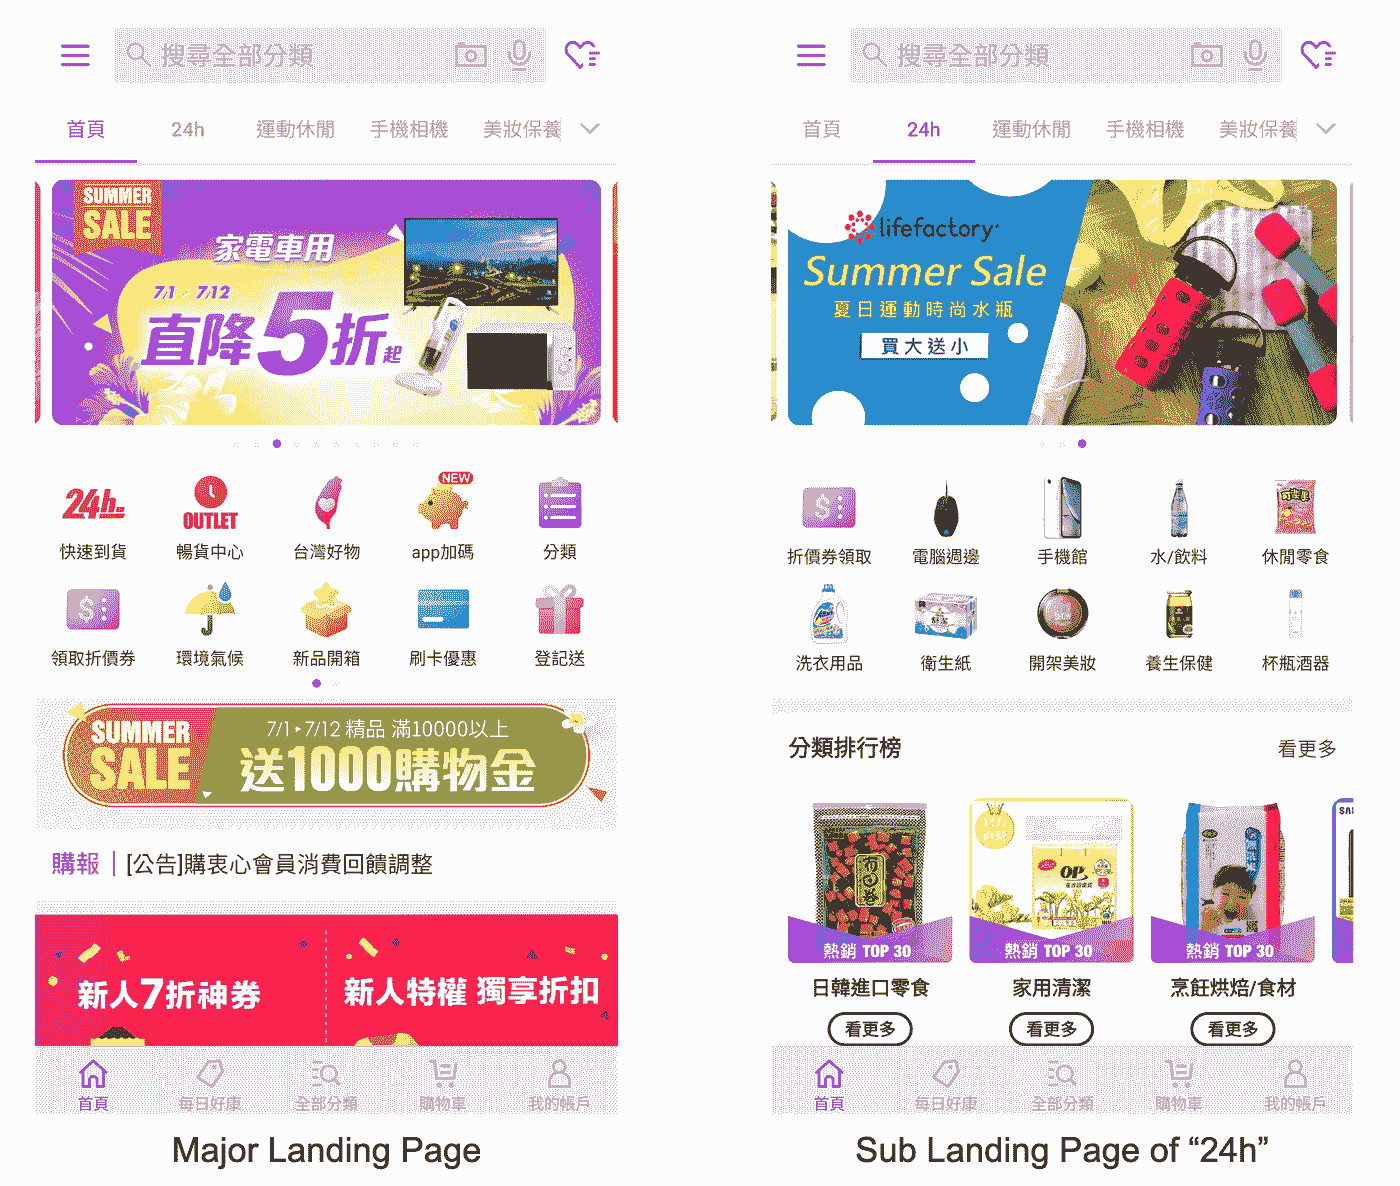 搜尋全部分類
首頁
24h
運動休閒
手機相機
美妝保養
SUMMER
SALE
家電車用
7/1 7/12
直降5折起
24h
OUTLET
NEW
快速到貨
暢貨中心
台灣好物
app加碼
分類
領取折價券
環境氣候
新品開箱
刷卡優惠
登記送
SUMMER
SALE
7/1 ▸ 7/12 精品 滿10000以上
送1000購物金
購報 | [公告]購衷心會員消費回饋調整
新人7折神券
新人特權 獨享折扣
首頁
每日好康
全部分類
購物車
我的帳戶
Major Landing Page
搜尋全部分類
首頁
24h
運動休閒
手機相機
美妝保養
lifefactory
Summer Sale
夏日運動時尚水瓶
買大送小
折價券領取
電腦週邊
手機館
水/飲料
休閒零食
洗衣用品
衛生紙
開架美妝
養生保健
杯瓶酒器
分類排行榜
看更多
OP
熱銷 TOP 30
熱銷 TOP 30
熱銷 TOP 30
日韓進口零食
家用清潔
烹飪烘焙/食材
看更多
看更多
看更多
首頁
每日好康
全部分類
購物車
我的帳戶
Sub Landing Page of “24h”